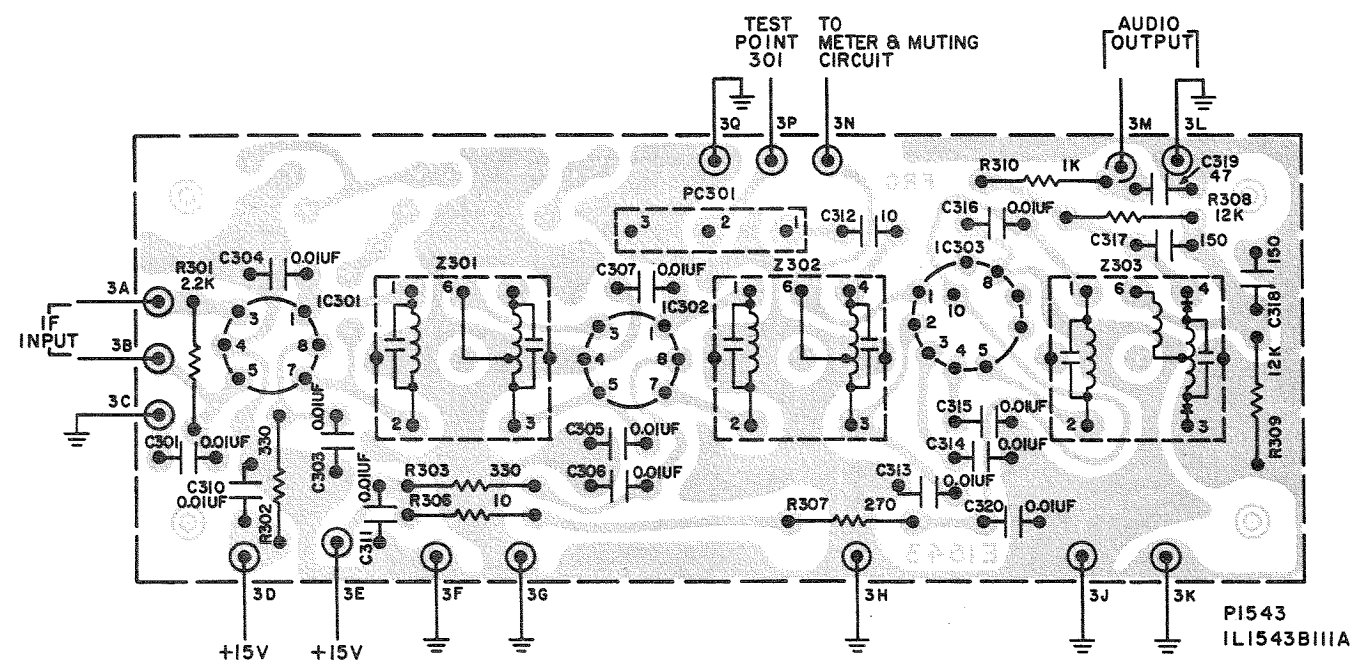 TEST
POINT
301
TO
METER & MUTING
CIRCUIT
AUDIO
OUTPUT
3Q
3P
3N
3M
3L
R310 1K
C319
47
FRG
PC301
3 2 1
C312 10
C316 0.01UF
R308
12K
C317 150
C304 0.01UF
R301
2.2K
Z301
C307 0.01UF
Z302
IC303
Z303
150
C318
3A
IF
INPUT
3B
3C
IC301
3 1
4 8
5 7
1 6
2 3
IC302
3 1
4 8
5 7
1 6 4
2 3
1 8
10
2
3 4 5
1 6 4
2 3
12K
R309
C301 0.01UF
330
R302
C310
0.01UF
0.01UF
C303
0.01UF
C311
R303 330
R306 10
C305 0.01UF
C306 0.01UF
C315 0.01UF
C314 0.01UF
C313 0.01UF
R307 270
C320 0.01UF
E1543
3D
3E
3F
3G
3H
3J
3K
+15V
+15V
P1543
IL1543B111A